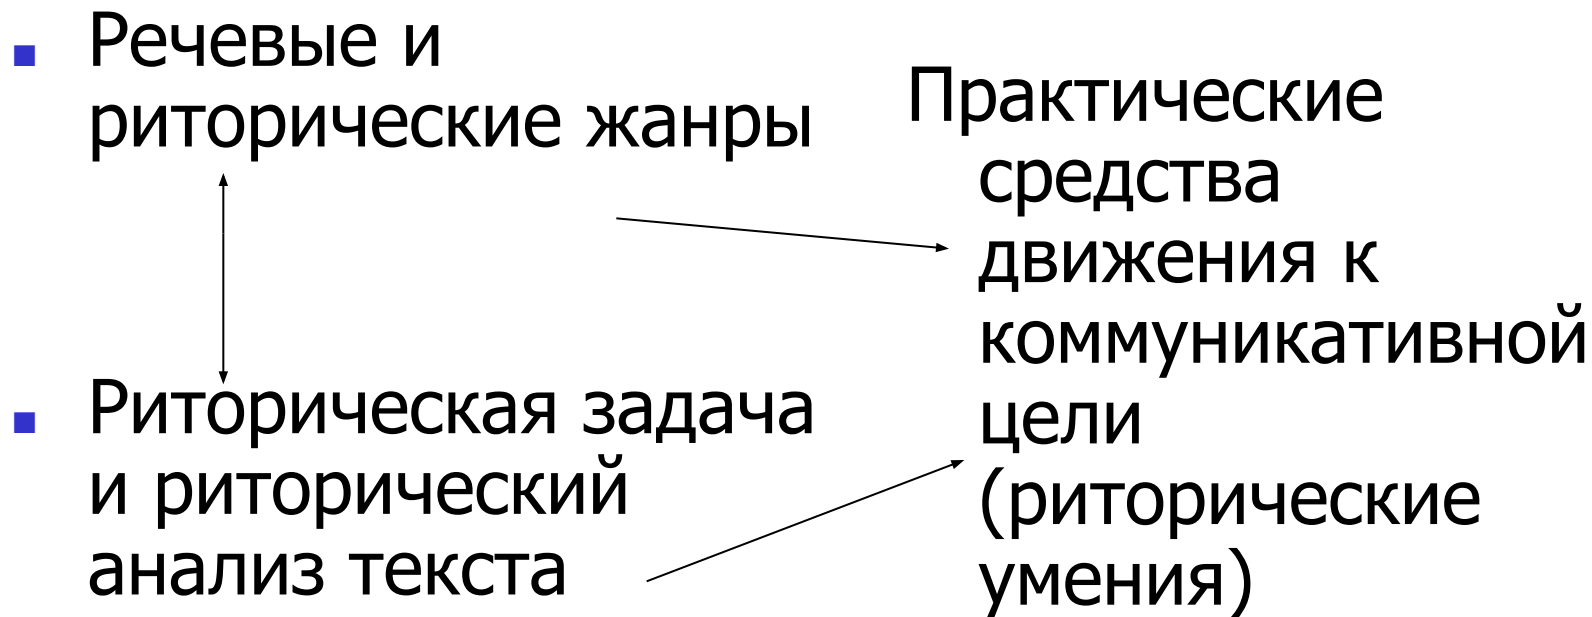 Речевые и
риторические жанры
Риторическая задача
и риторический
анализ текста
Практические
средства
движения к
коммуникативной
цели
(риторические
умения)